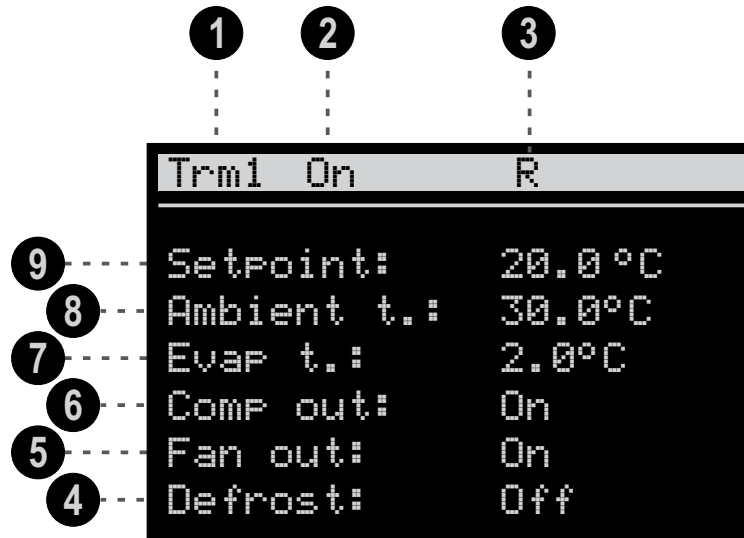 1 2 3
Trm1 On R
9 Setpoint: 20.0°C
8 Ambient t.: 30.0°C
7 Evap t.: 2.0°C
6 Comp out: On
5 Fan out: On
4 Defrost: Off